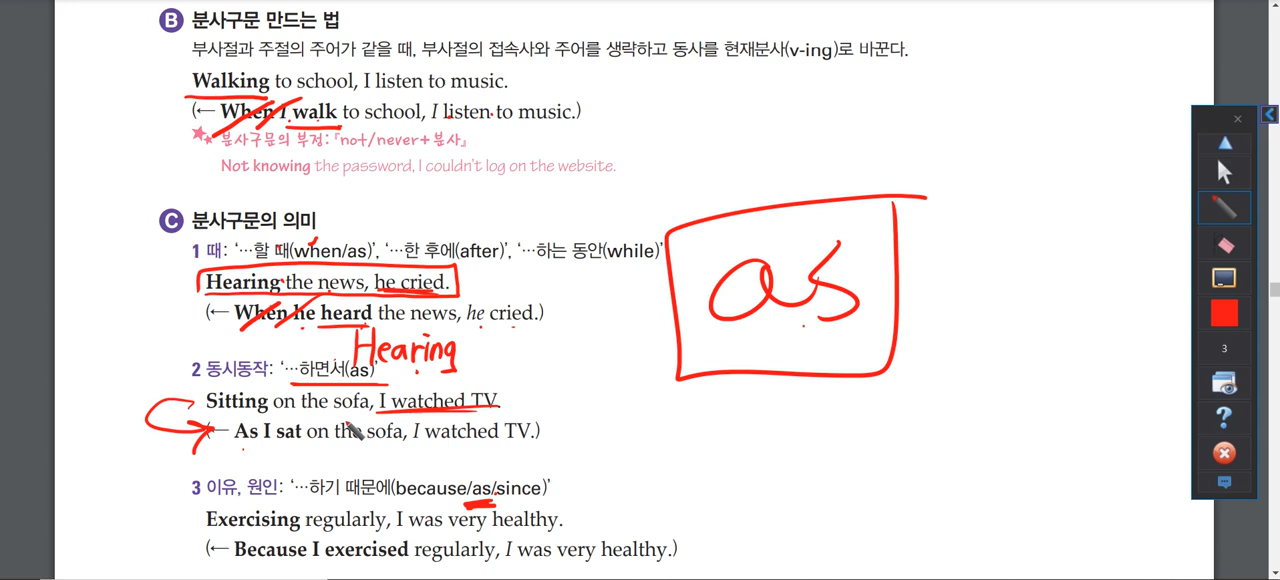 B 분사구문 만드는 법
부사절과 주절의 주어가 같을 때, 부사절의 접속사와 주어를 생략하고 동사를 현재분사(v-ing)로 바꾼다.
Walking to school, I listen to music.
(← When I walk to school, I listen to music.)
분사구문의 부정: 『not/never+분사』
Not knowing the password, I couldn't log on the website.
C 분사구문의 의미
1 때: '…할 때(when/as)', '…한 후에(after)', '…하는 동안(while)'
Hearing the news, he cried.
(← When he heard the news, he cried.)
as
Hearing
2 동시동작: '…하면서(as)'
Sitting on the sofa, I watched TV.
(← As I sat on the sofa, I watched TV.)
3 이유, 원인: '…하기 때문에(because/as/since)'
Exercising regularly, I was very healthy.
(← Because I exercised regularly, I was very healthy.)
3